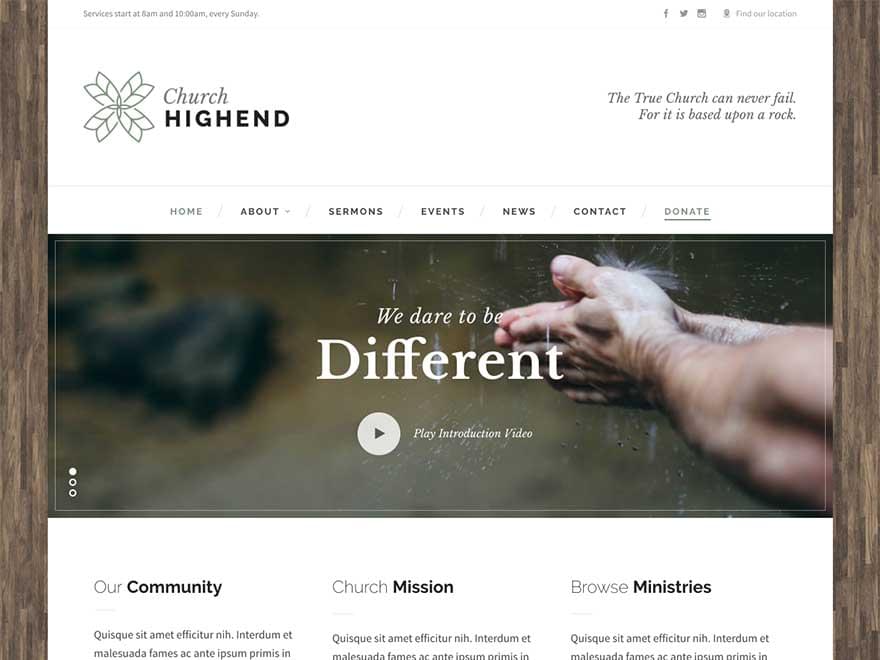 Services start at 8am and 10:00am, every Sunday.
Find our location
Church
HIGHEND
The True Church can never fail.
For it is based upon a rock.
HOME / ABOUT / SERMONS / EVENTS / NEWS / CONTACT / DONATE
We dare to be
Different
Play Introduction Video
Our Community
Quisque sit amet efficitur nih. Interdum et
malesuada fames ac ante ipsum primis in
Church Mission
Quisque sit amet efficitur nih. Interdum et
malesuada fames ac ante ipsum primis in
Browse Ministries
Quisque sit amet efficitur nih. Interdum et
malesuada fames ac ante ipsum primis in